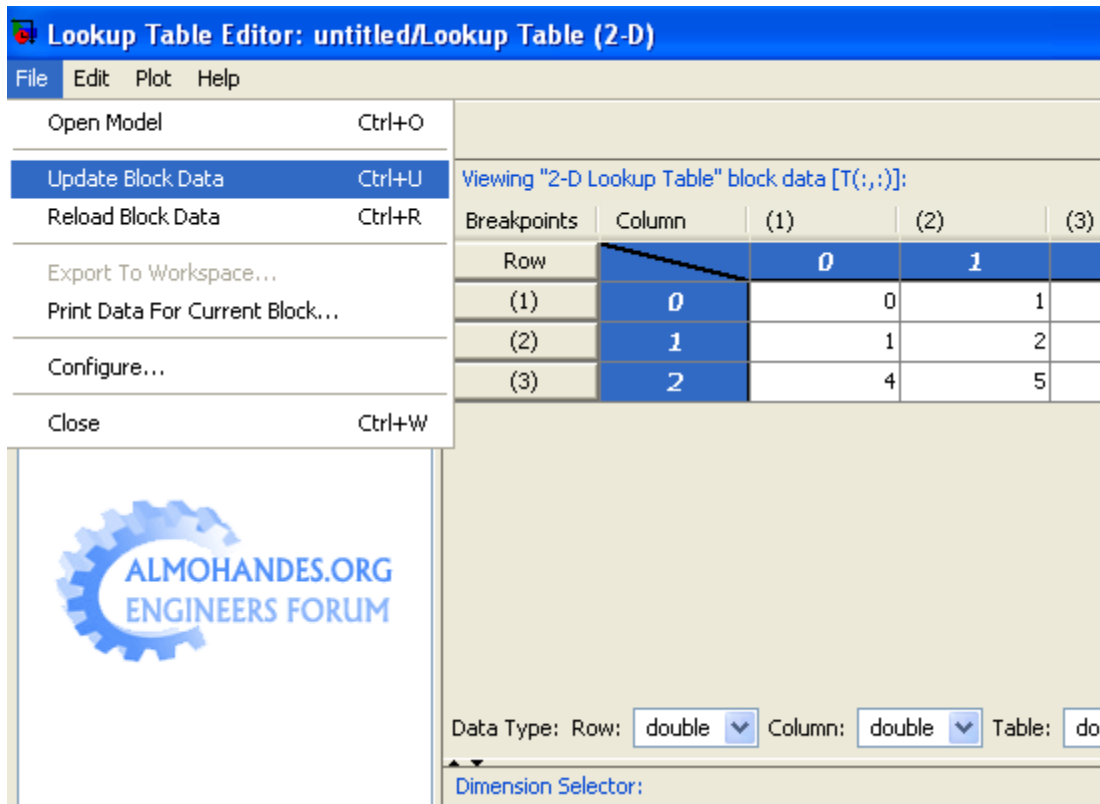 Lookup Table Editor: untitled/Lookup Table (2-D)
File Edit Plot Help
Open Model Ctrl+O
Update Block Data Ctrl+U
Reload Block Data Ctrl+R
Export To Workspace...
Print Data For Current Block...
Configure...
Close Ctrl+W
Viewing "2-D Lookup Table" block data [T(:,:)]:
Breakpoints Column (1) (2) (3)
Row 0 1
(1) 0 0 1
(2) 1 1 2
(3) 2 4 5
ALMOHANDES.ORG
ENGINEERS FORUM
Data Type: Row: double Column: double Table: do
Dimension Selector: